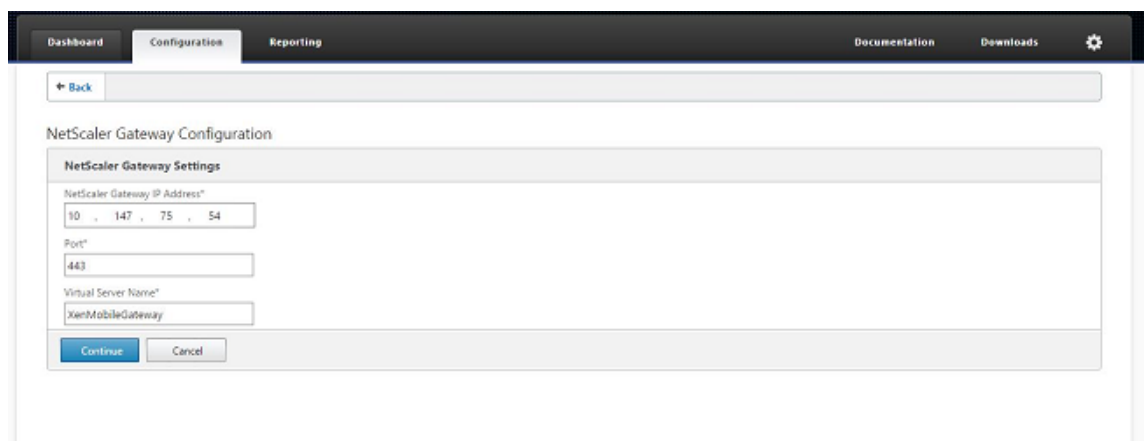 Dashboard Configuration Reporting Documentation Downloads
← Back
NetScaler Gateway Configuration
NetScaler Gateway Settings
NetScaler Gateway IP Address*
10 . 147 . 75 . 54
Port*
443
Virtual Server Name*
XenMobileGateway
Continue Cancel